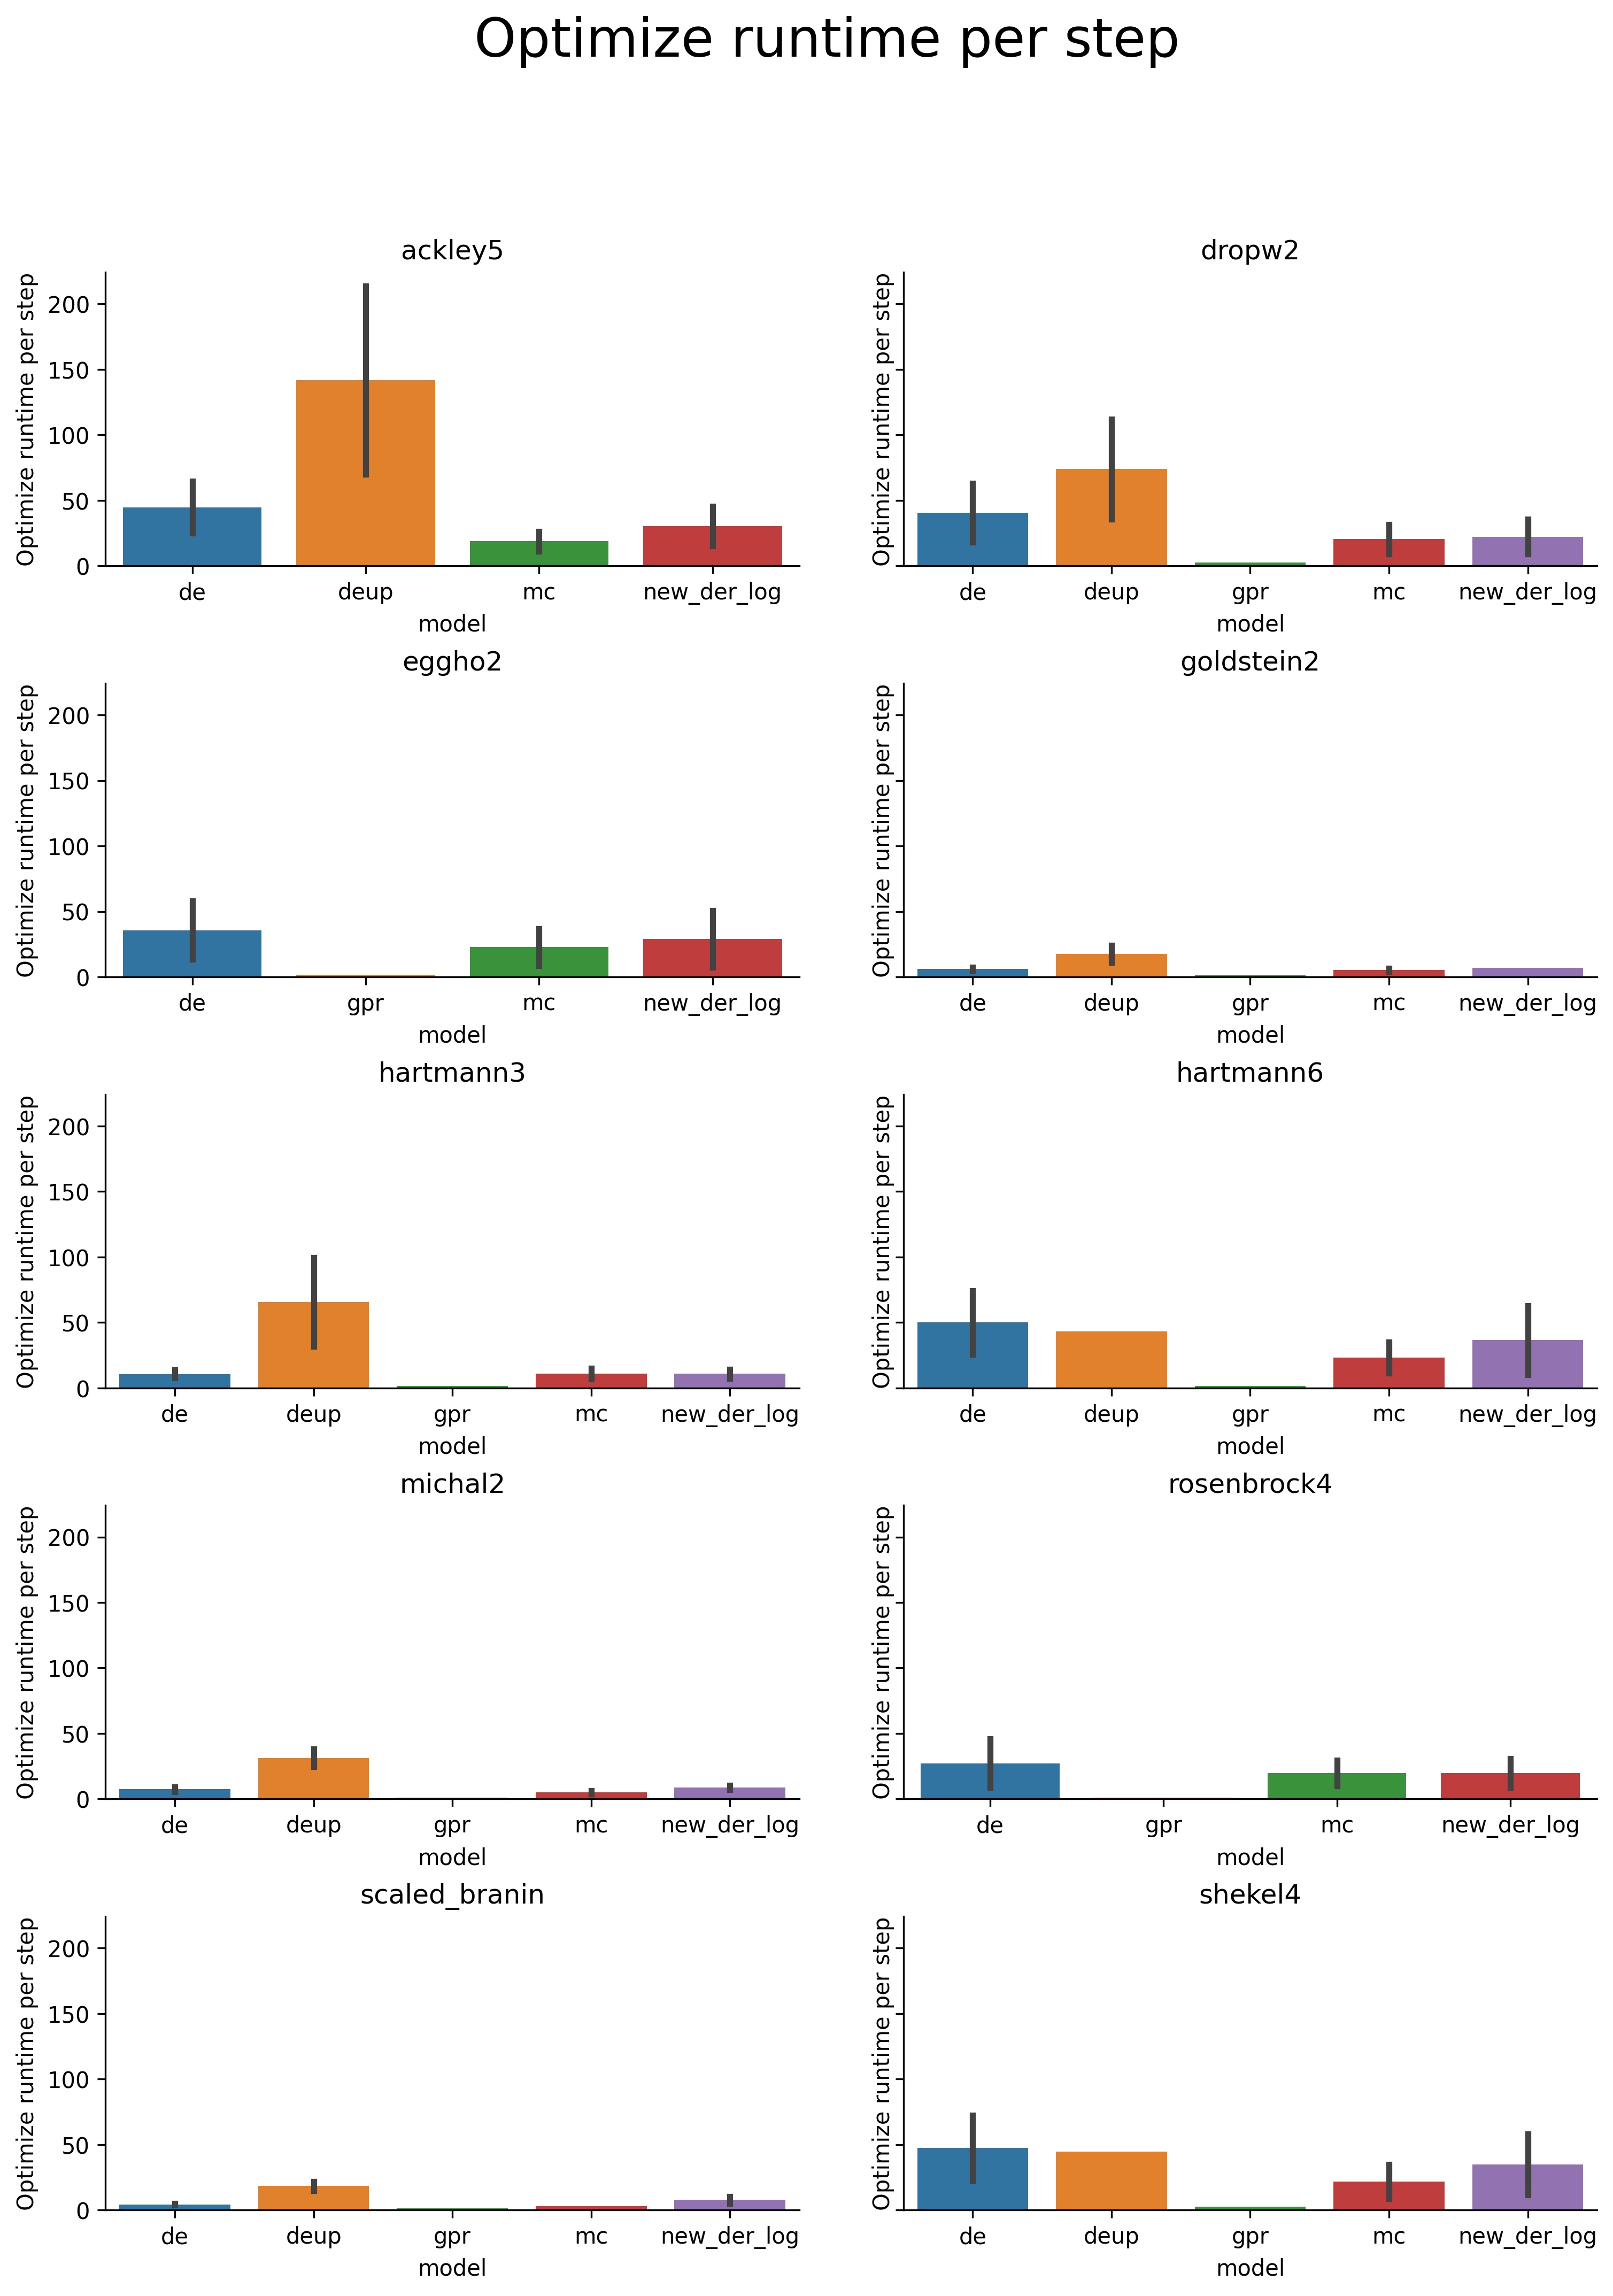 Optimize runtime per step
ackley5
Optimize runtime per step
200
150
100
50
0
de deup mc new_der_log
model
dropw2
Optimize runtime per step
de deup gpr mc new_der_log
model
eggho2
Optimize runtime per step
200
150
100
50
0
de gpr mc new_der_log
model
goldstein2
Optimize runtime per step
de deup gpr mc new_der_log
model
hartmann3
Optimize runtime per step
200
150
100
50
0
de deup gpr mc new_der_log
model
hartmann6
Optimize runtime per step
de deup gpr mc new_der_log
model
michal2
Optimize runtime per step
200
150
100
50
0
de deup gpr mc new_der_log
model
rosenbrock4
Optimize runtime per step
de gpr mc new_der_log
model
scaled_branin
Optimize runtime per step
200
150
100
50
0
de deup gpr mc new_der_log
model
shekel4
Optimize runtime per step
de deup gpr mc new_der_log
model